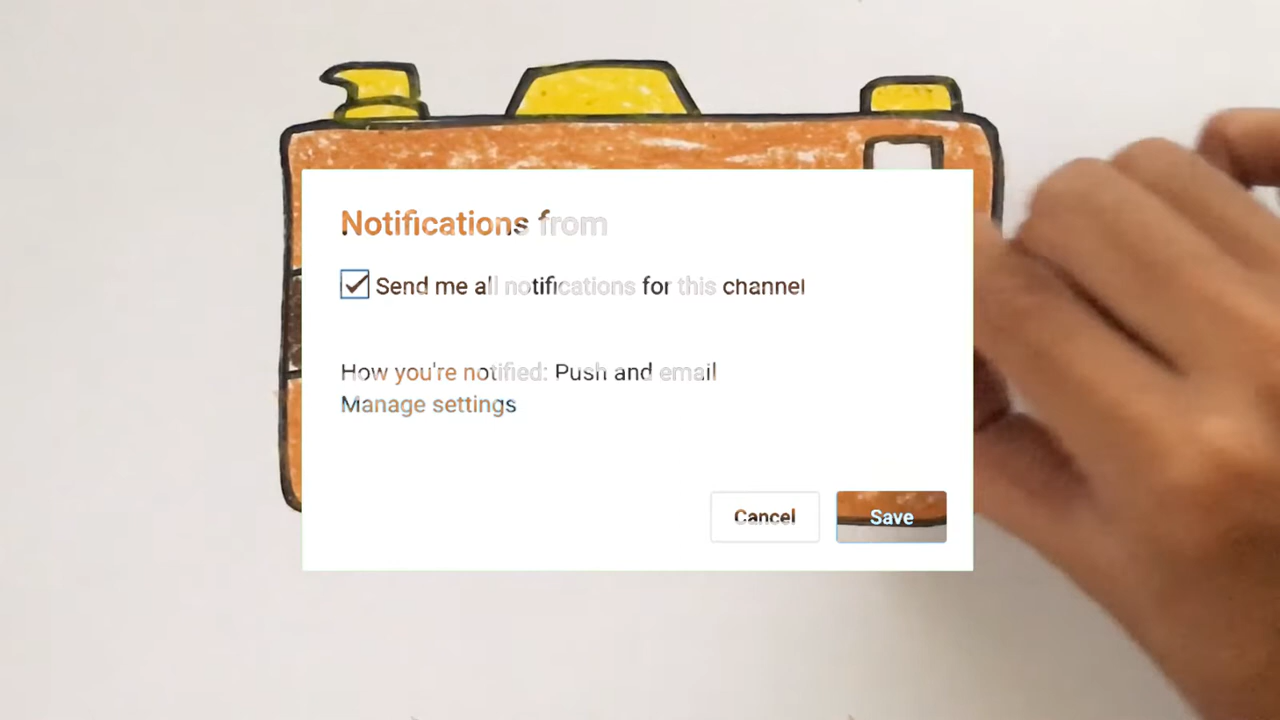 Notifications from
Send me all notifications for this channel
How you're notified: Push and email
Manage settings
Cancel
Save